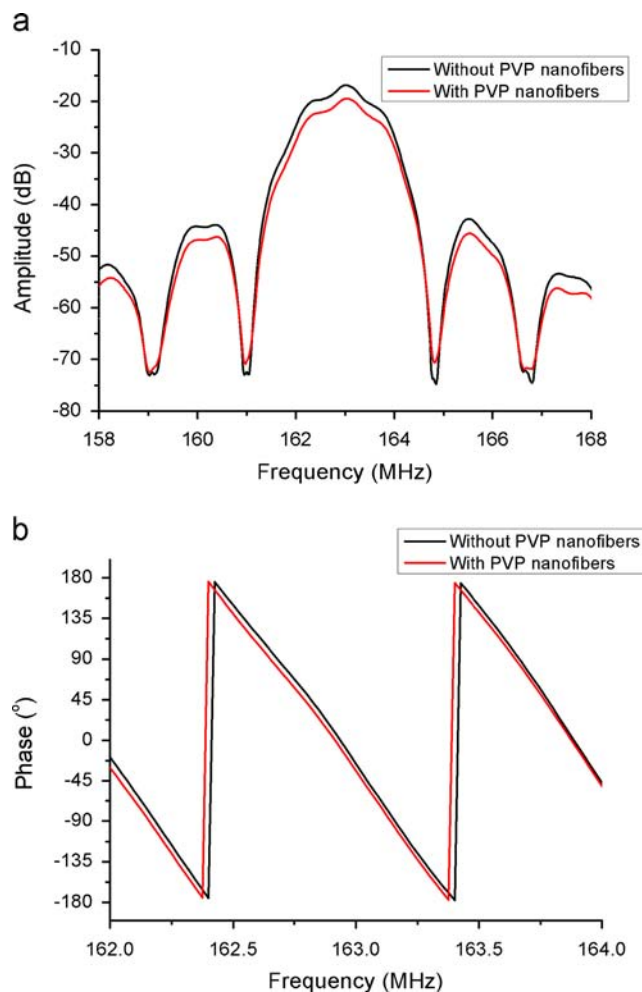 a
-10
-20
-30
-40
-50
-60
-70
-80
Amplitude (dB)
Without PVP nanofibers
With PVP nanofibers
158 160 162 164 166 168
Frequency (MHz)
b
Without PVP nanofibers
With PVP nanofibers
180
135
90
45
0
-45
-90
-135
-180
Phase (°)
162.0 162.5 163.0 163.5 164.0
Frequency (MHz)